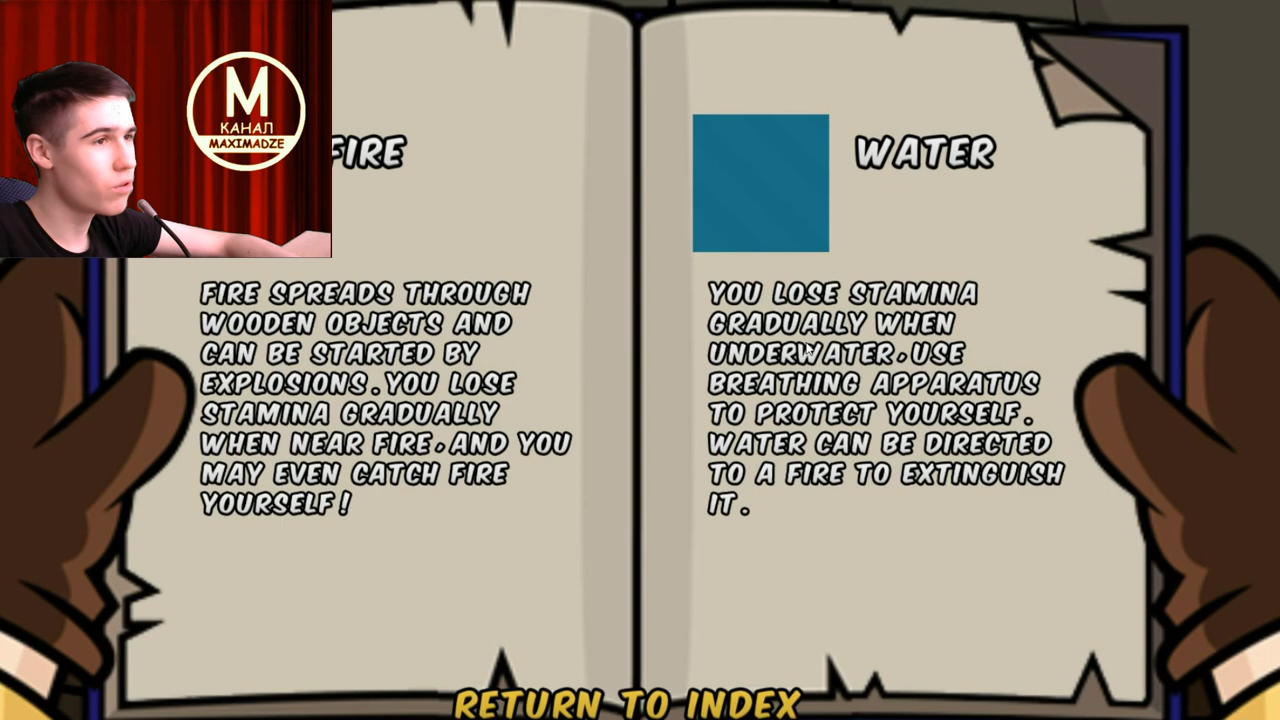 M
КАНАЛ
MAXIMADZE
FIRE
FIRE SPREADS THROUGH
WOODEN OBJECTS AND
CAN BE STARTED BY
EXPLOSIONS. YOU LOSE
STAMINA GRADUALLY
WHEN NEAR FIRE, AND YOU
MAY EVEN CATCH FIRE
YOURSELF!
WATER
YOU LOSE STAMINA
GRADUALLY WHEN
UNDERWATER, USE
BREATHING APPARATUS
TO PROTECT YOURSELF.
WATER CAN BE DIRECTED
TO A FIRE TO EXTINGUISH
IT.
RETURN TO INDEX